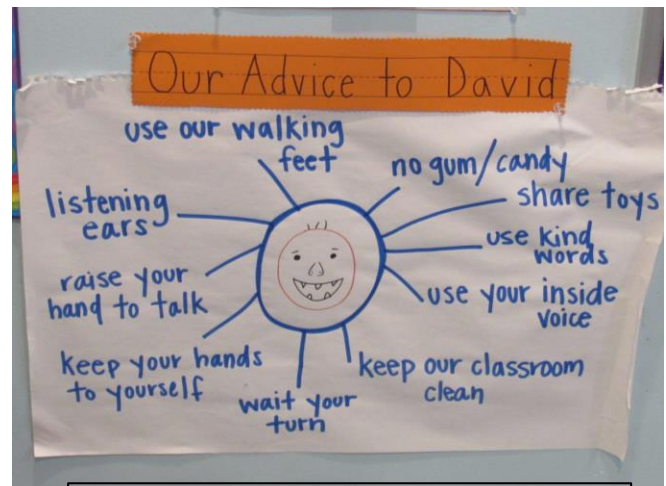 Our Advice to David
use our walking
feet
no gum/candy
share toys
use kind
words
use your inside
voice
keep our classroom
clean
wait your
turn
keep your hands
to yourself
raise your
hand to talk
listening
ears